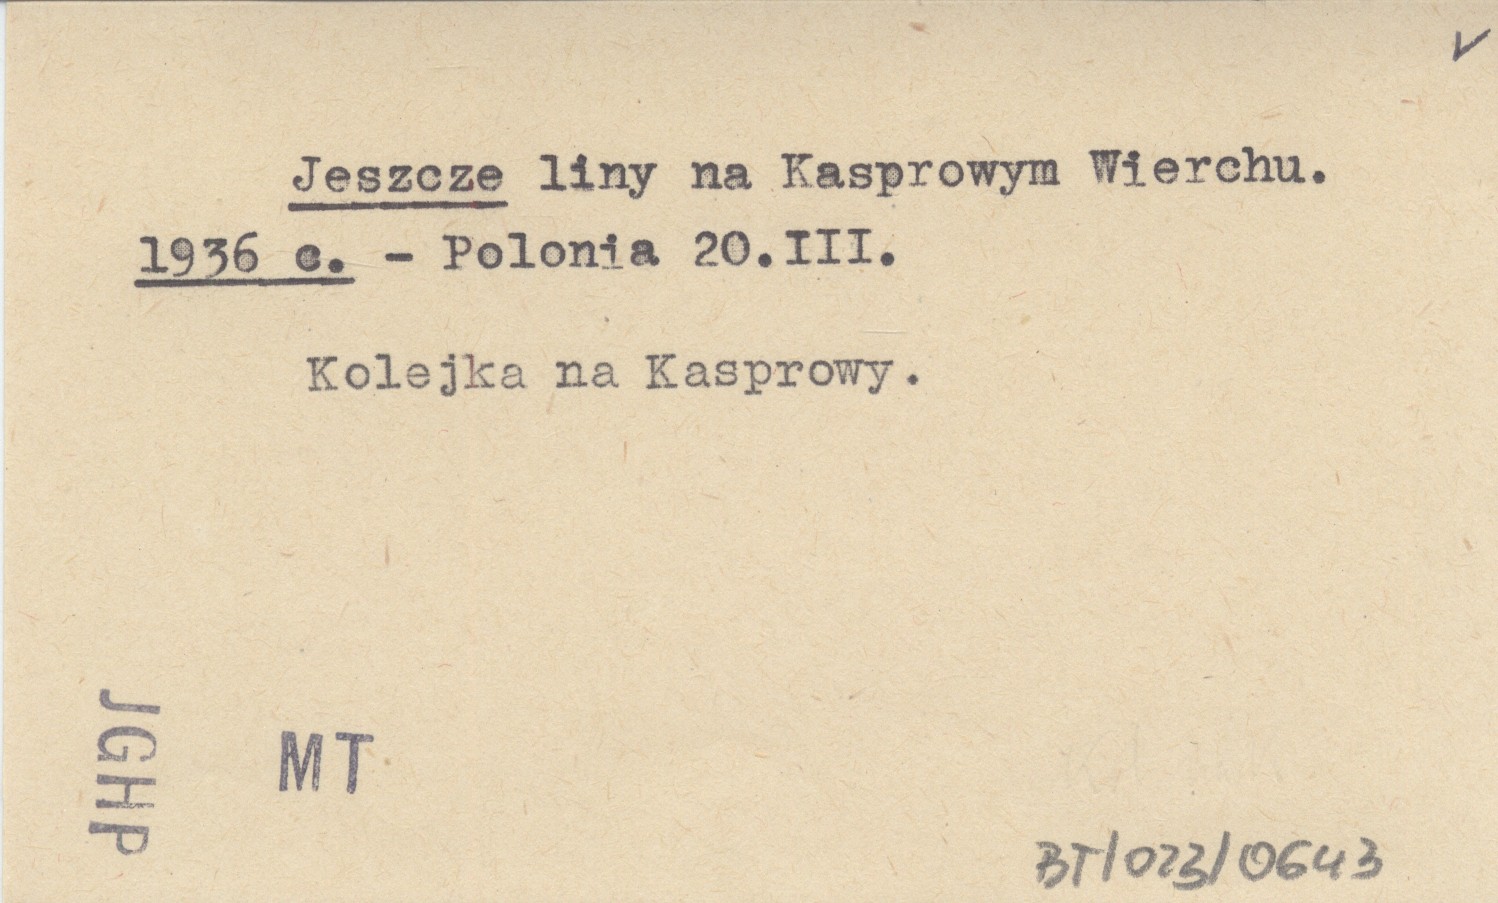 Jeszcze liny na Kasprowym Wierchu.
1936 c. - Polonia 20.III.
Kolejka na Kasprowy.
JGHP
MT
BT/023/0643